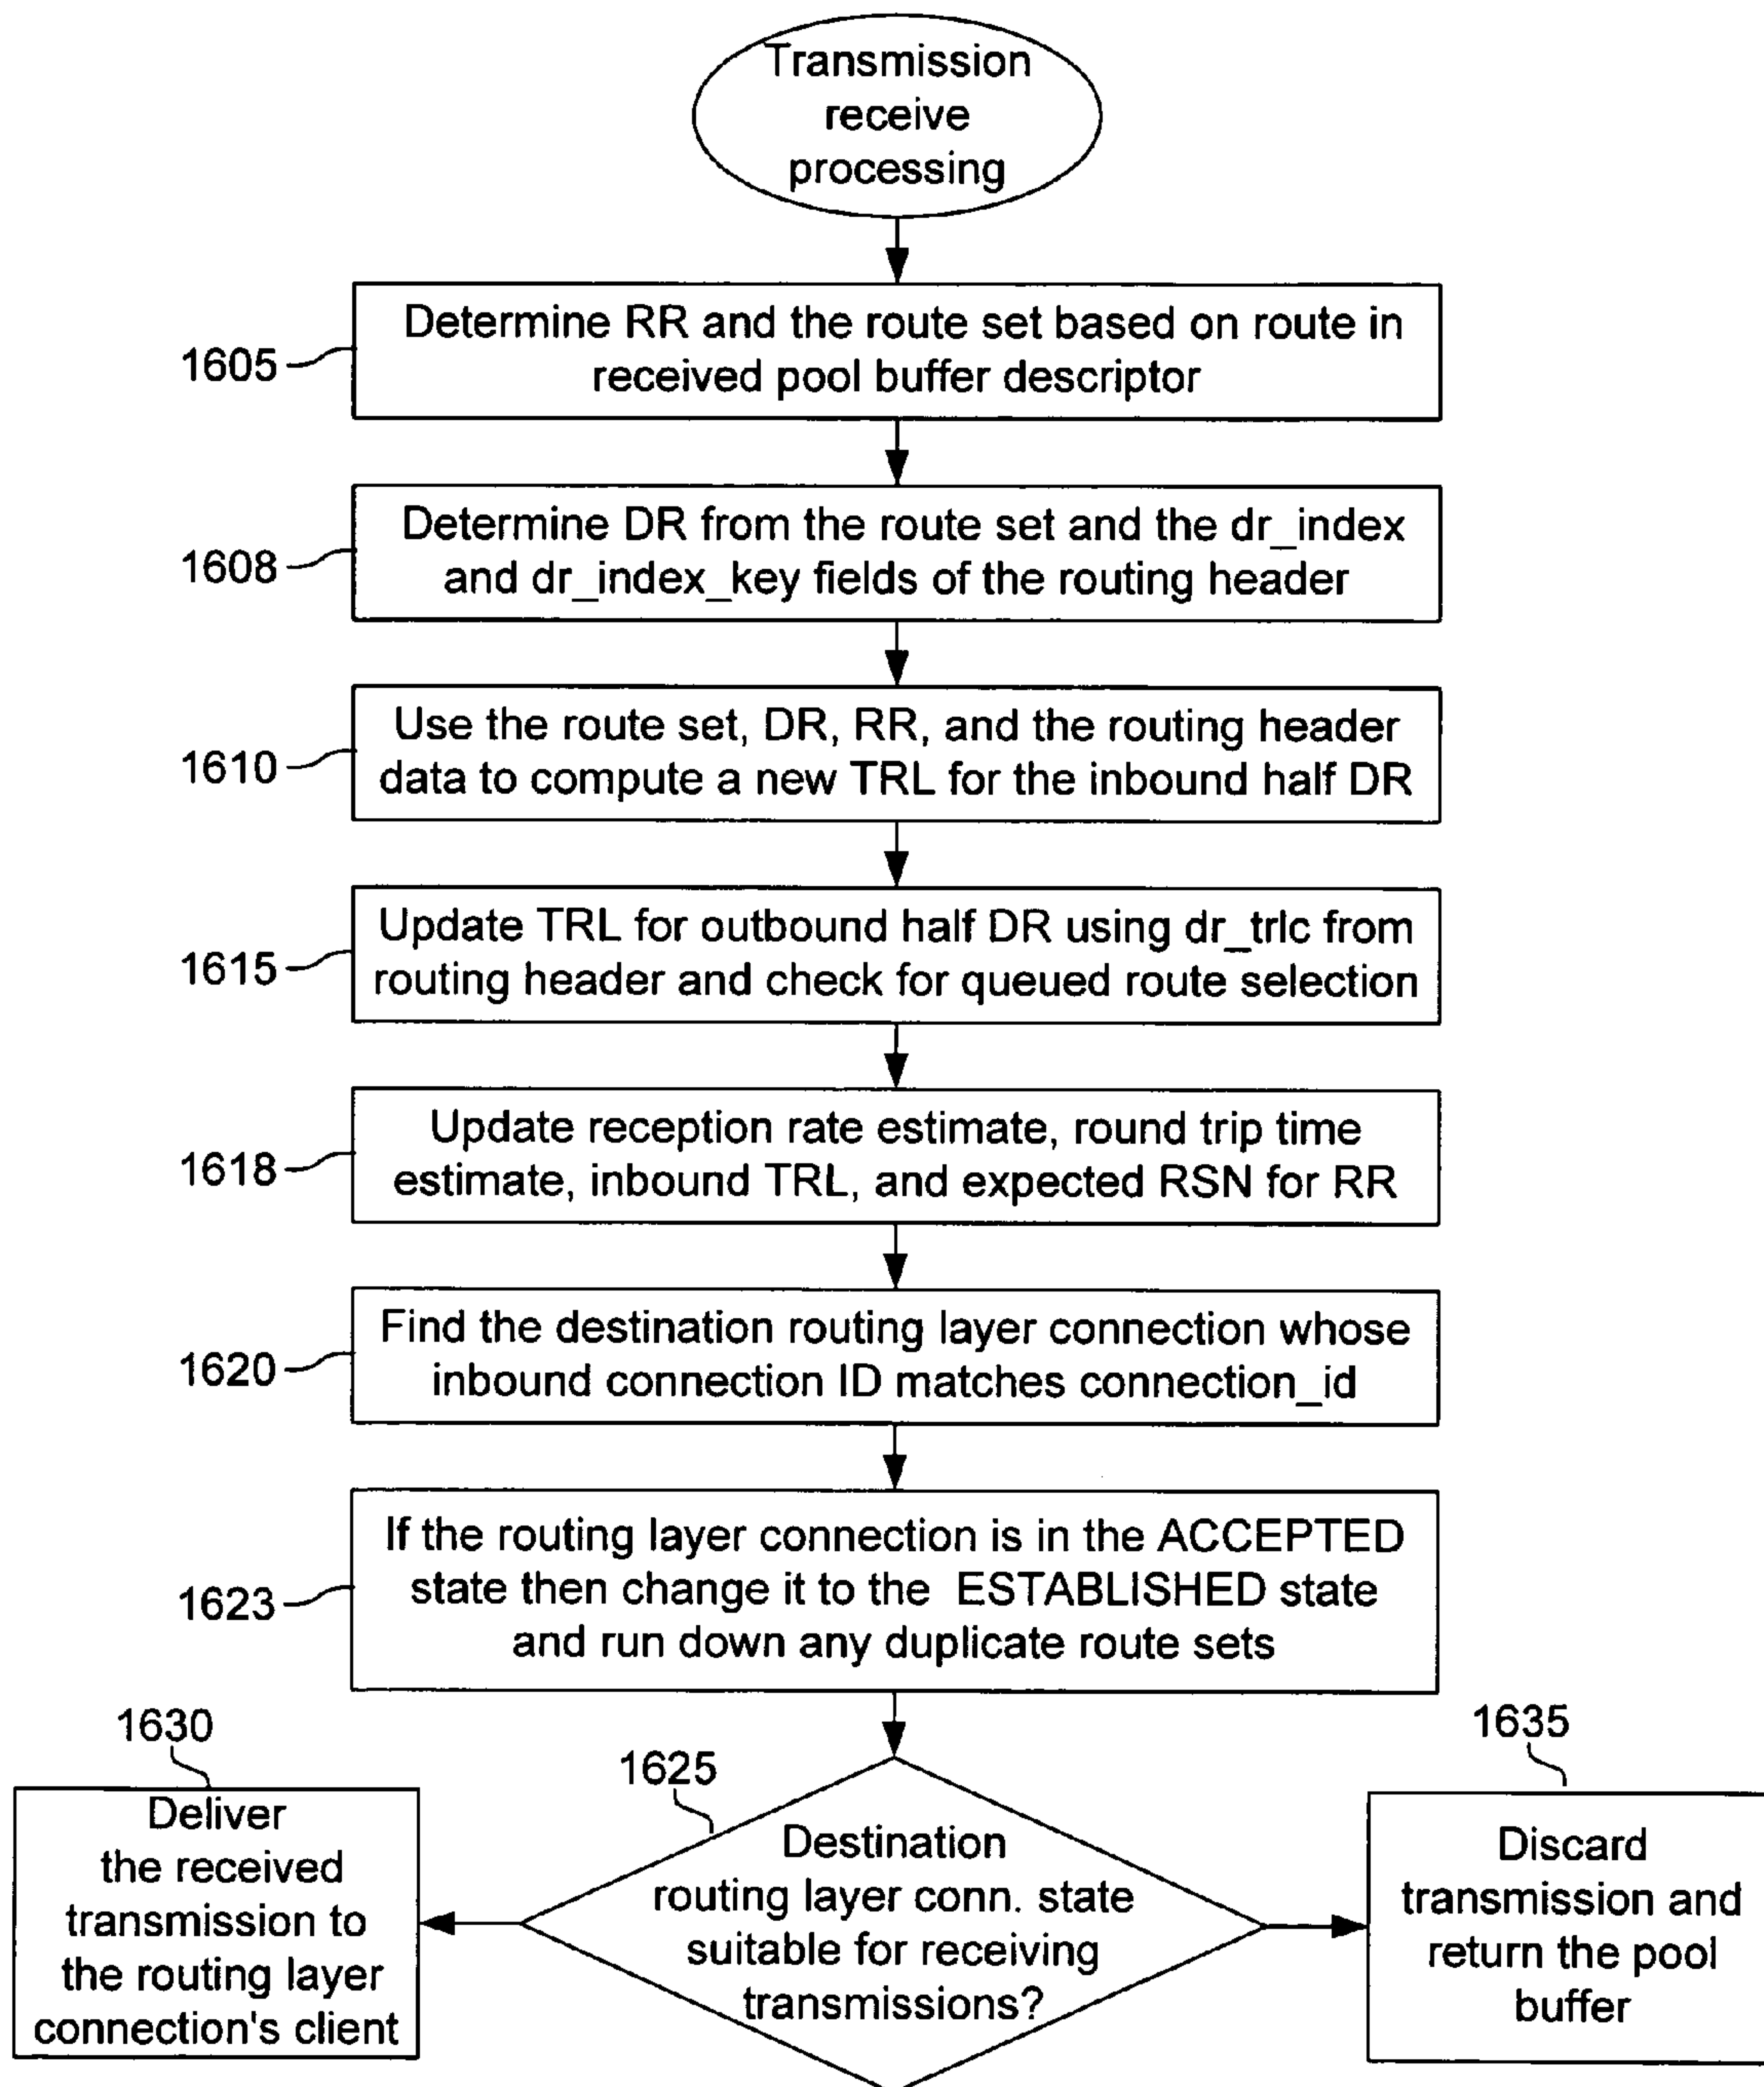 Transmission
receive
processing
1605
Determine RR and the route set based on route in
received pool buffer descriptor
1608
Determine DR from the route set and the dr_index
and dr_index_key fields of the routing header
1610
Use the route set, DR, RR, and the routing header
data to compute a new TRL for the inbound half DR
1615
Update TRL for outbound half DR using dr_trlc from
routing header and check for queued route selection
1618
Update reception rate estimate, round trip time
estimate, inbound TRL, and expected RSN for RR
1620
Find the destination routing layer connection whose
inbound connection ID matches connection_id
1623
If the routing layer connection is in the ACCEPTED
state then change it to the ESTABLISHED state
and run down any duplicate route sets
1630
Deliver
the received
transmission to
the routing layer
connection's client
1625
Destination
routing layer conn. state
suitable for receiving
transmissions?
1635
Discard
transmission and
return the pool
buffer